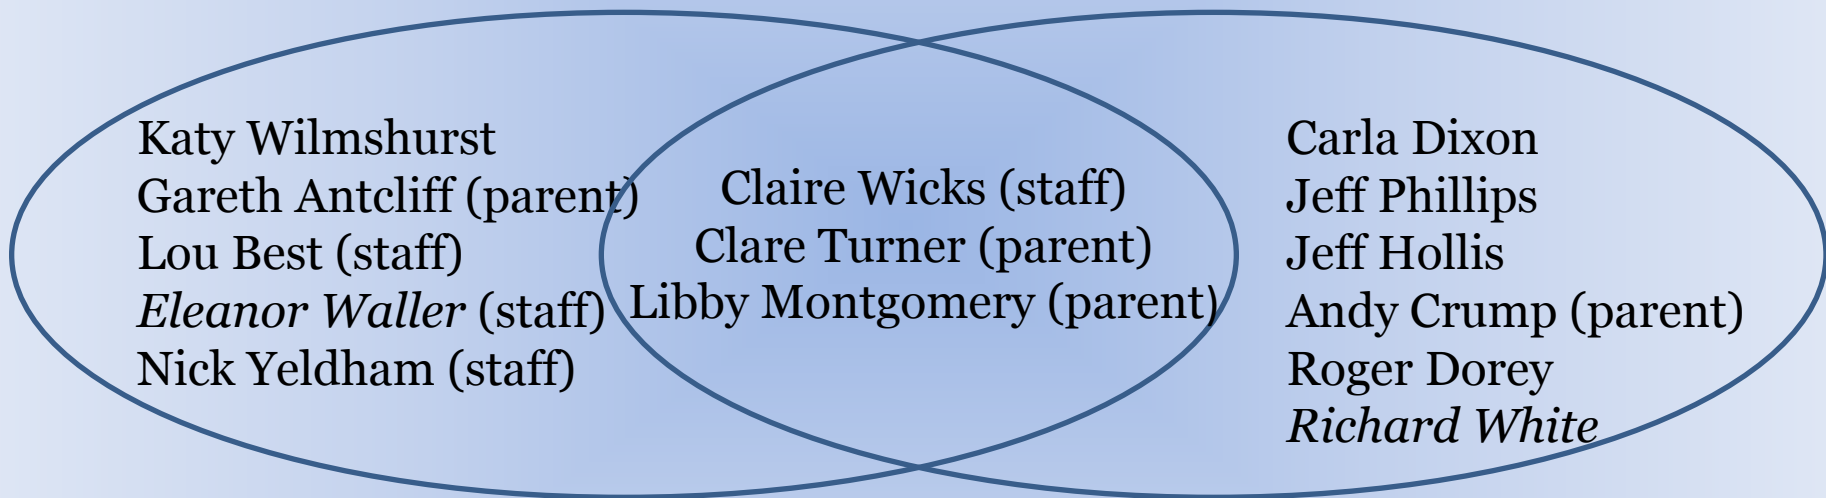 Katy Wilmshurst
Gareth Antcliff (parent)
Lou Best (staff)
Eleanor Waller (staff)
Nick Yeldham (staff)
Claire Wicks (staff)
Clare Turner (parent)
Libby Montgomery (parent)
Carla Dixon
Jeff Phillips
Jeff Hollis
Andy Crump (parent)
Roger Dorey
Richard White